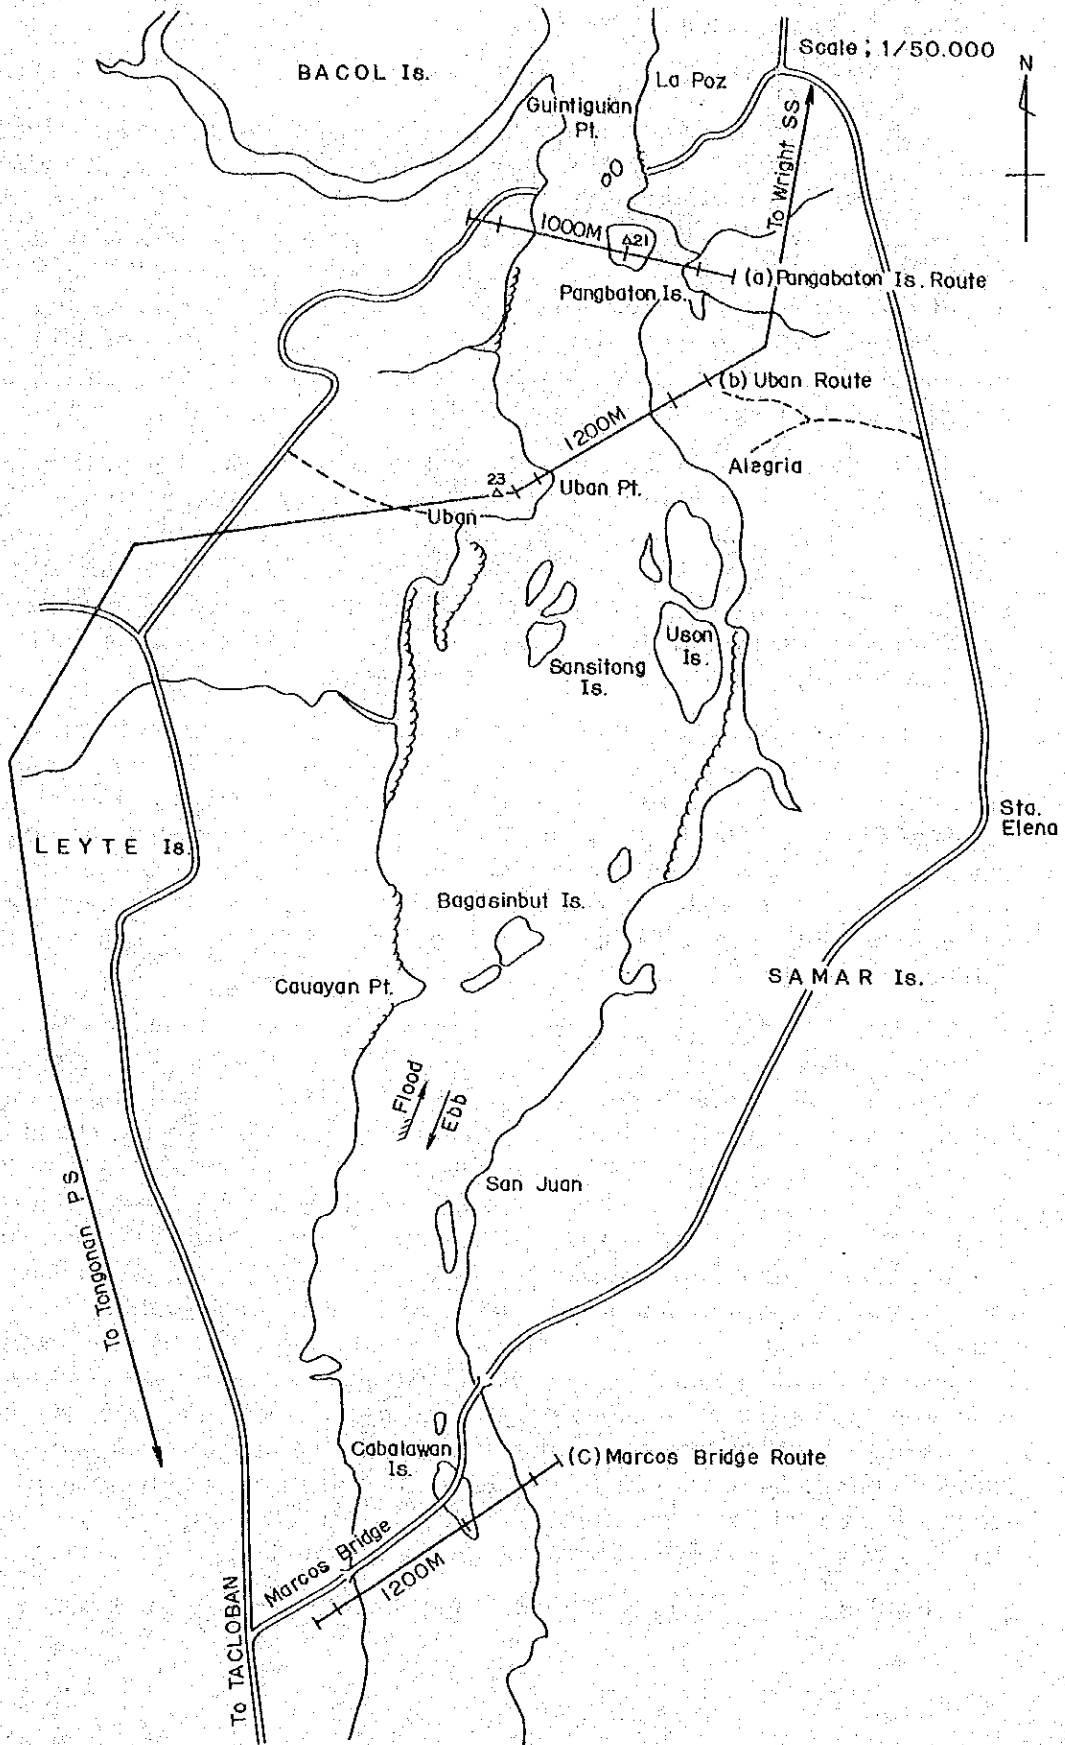 Scale; 1/50.000
N
BACOL Is.
La Poz
Guintiguian
Pt.
To Wright SS
1000M
21
(a) Pangabaton Is. Route
Pangbaton Is.
(b) Uban Route
1200M
Alegria
23
Uban Pt.
Uban
Uson
Is.
Sansitong
Is.
Sta.
Elena
LEYTE Is.
Bagasinbut Is.
SAMAR Is.
Cauayan Pt.
Flood
Ebb
San Juan
To Tongonan PS
Cabalawan
Is.
(C) Marcos Bridge Route
Marcos Bridge
1200M
To TACLOBAN